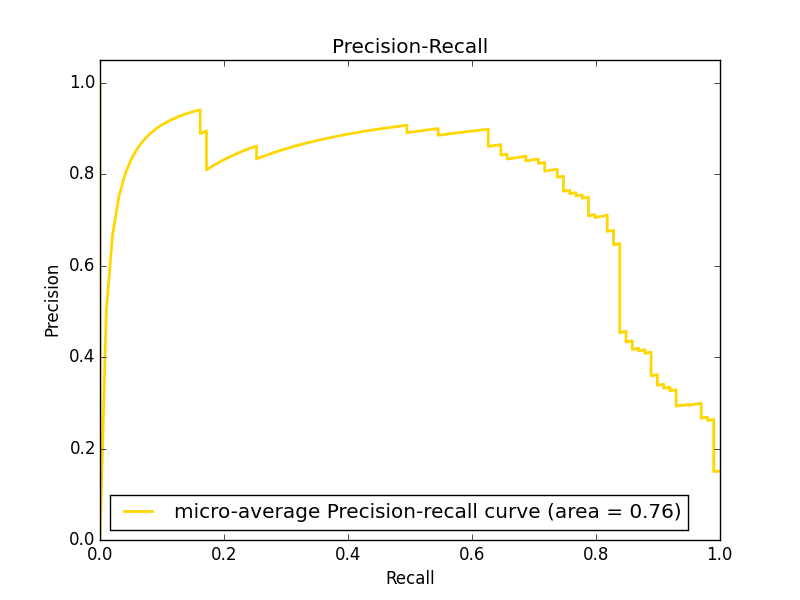 Precision-Recall
1.0
0.8
0.6
0.4
0.2
0.0
Precision
micro-average Precision-recall curve (area = 0.76)
0.0 0.2 0.4 0.6 0.8 1.0
Recall